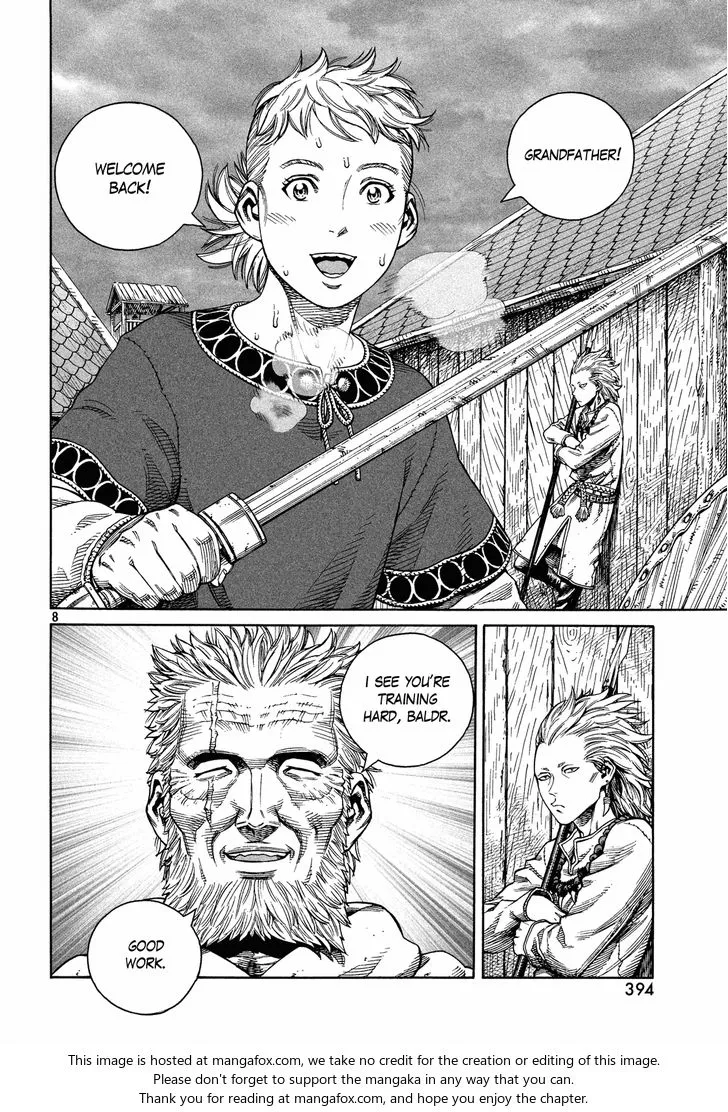 GRANDFATHER!
WELCOME
BACK!
8
I SEE YOU'RE
TRAINING
HARD, BALDR.
GOOD
WORK.
394
This image is hosted at mangafox.com, we take no credit for the creation or editing of this image.
Please don't forget to support the mangaka in any way that you can.
Thank you for reading at mangafox.com, and hope you enjoy the chapter.